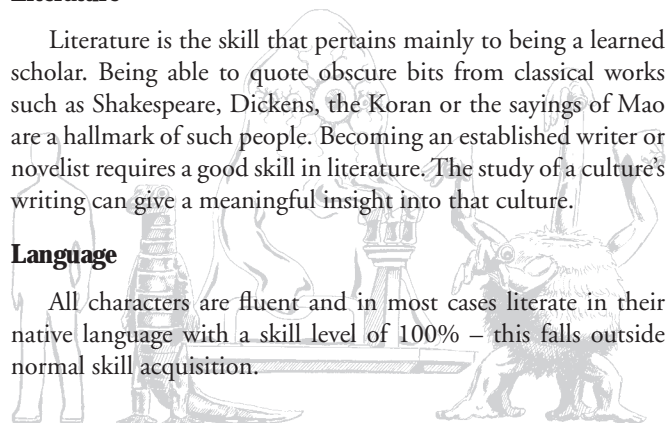 Literature is the skill that pertains mainly to being a learned
scholar. Being able to quote obscure bits from classical works
such as Shakespeare, Dickens, the Koran or the sayings of Mao
are a hallmark of such people. Becoming an established writer or
novelist requires a good skill in literature. The study of a culture's
writing can give a meaningful insight into that culture.
Language
All characters are fluent and in most cases literate in their
native language with a skill level of 100% – this falls outside
normal skill acquisition.